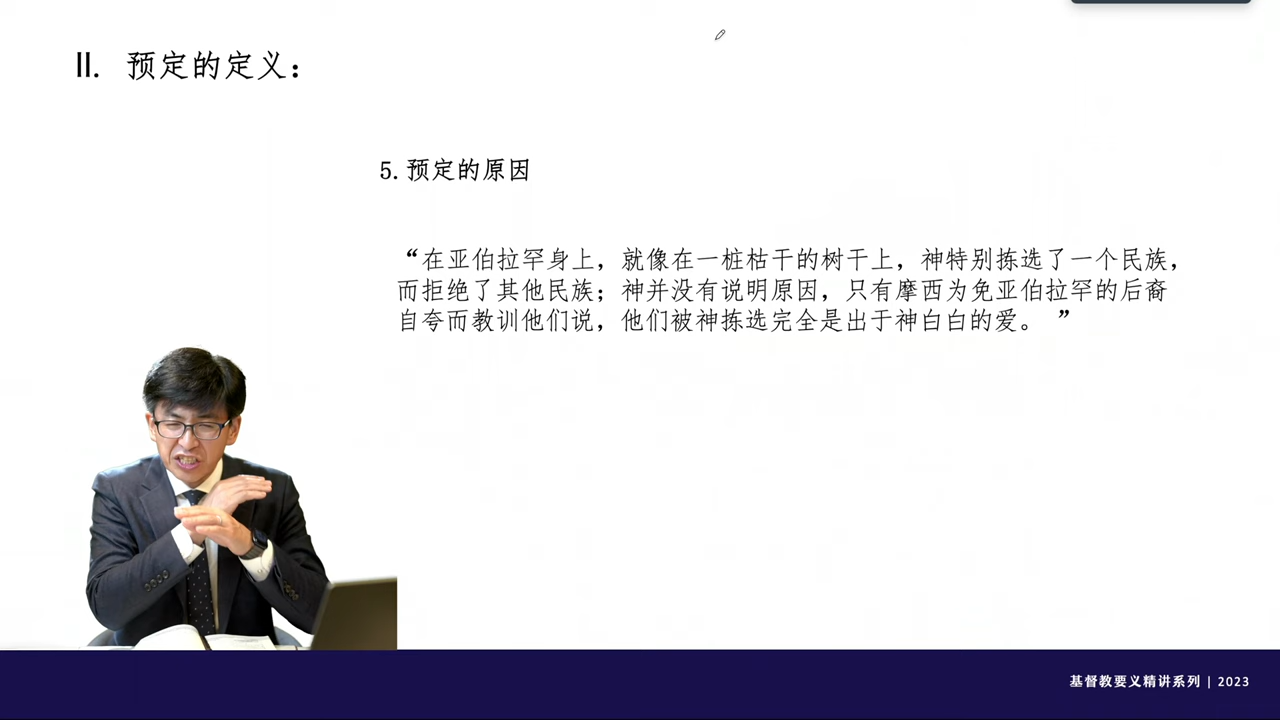 II. 预定的定义：
5. 预定的原因
“在亚伯拉罕身上，就像在一桩枯干的树干上，神特别拣选了一个民族，
而拒绝了其他民族；神并没有说明原因，只有摩西为免亚伯拉罕的后裔
自夸而教训他们说，他们被神拣选完全是出于神白白的爱。 ”
基督教要义精讲系列 | 2023